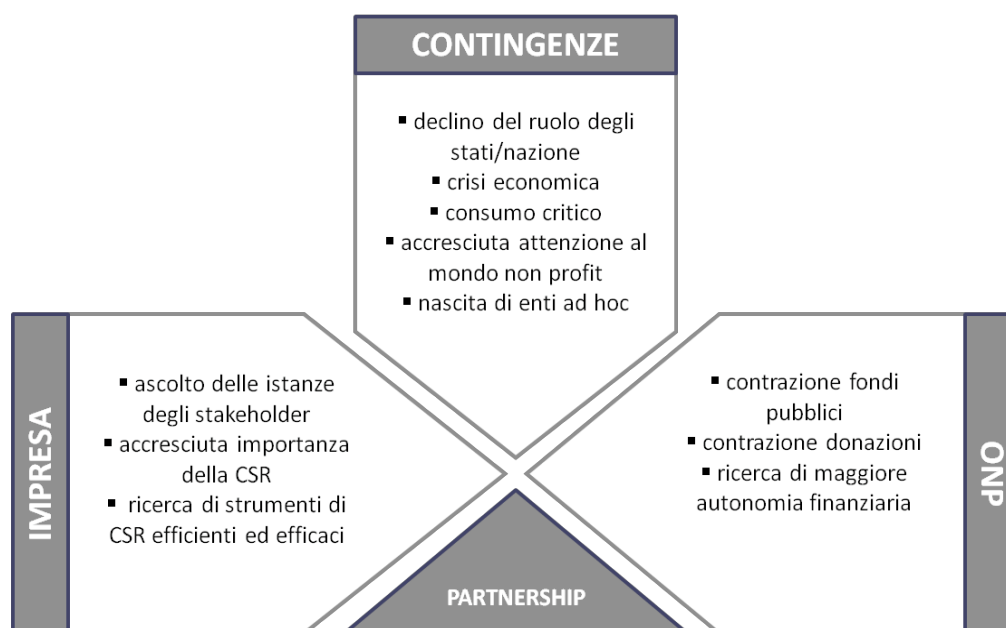 CONTINGENZE
▪ declino del ruolo degli
stati/nazione
▪ crisi economica
▪ consumo critico
▪ accresciuta attenzione al
mondo non profit
▪ nascita di enti ad hoc
IMPRESA
▪ ascolto delle istanze
degli stakeholder
▪ accresciuta importanza
della CSR
▪ ricerca di strumenti di
CSR efficienti ed efficaci
▪ contrazione fondi
pubblici
▪ contrazione donazioni
▪ ricerca di maggiore
autonomia finanziaria
ONP
PARTNERSHIP